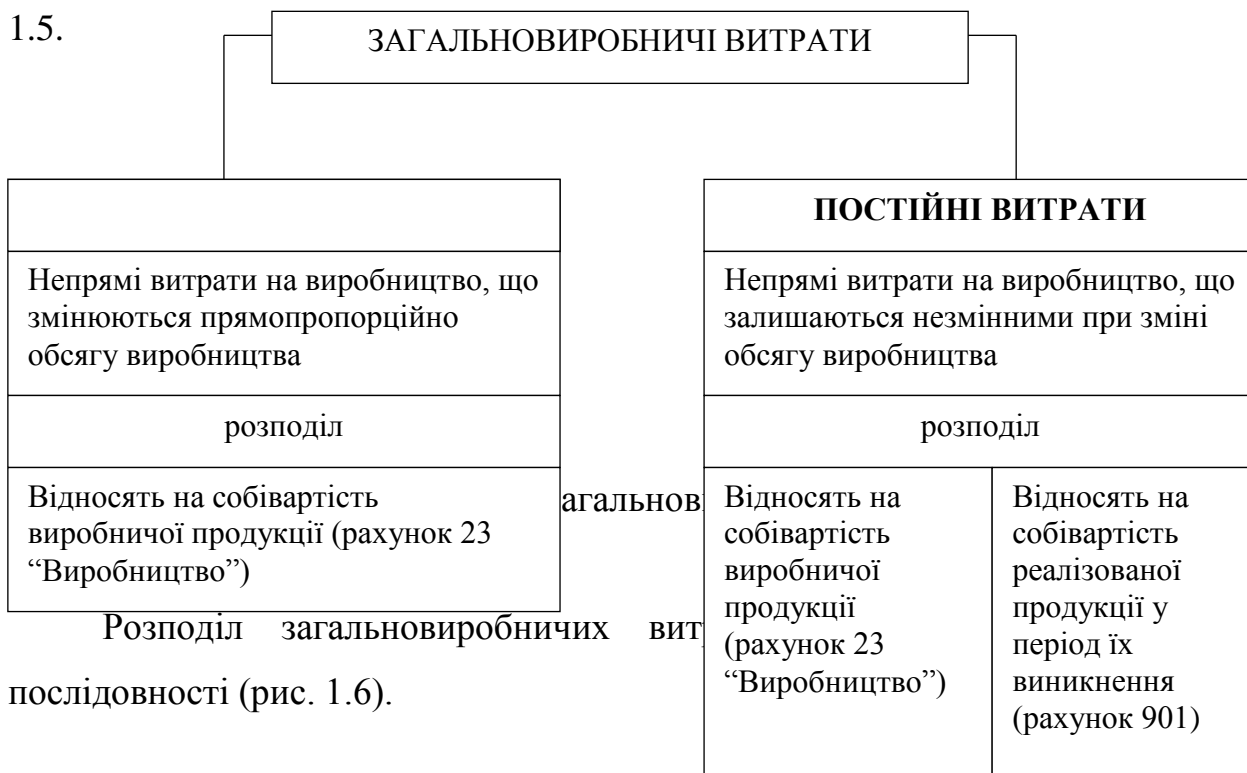 1.5.
ЗАГАЛЬНОВИРОБНИЧІ ВИТРАТИ
Непрямі витрати на виробництво, що
змінюються прямопропорційно
обсягу виробництва
розподіл
Відносять на собівартість
виробничої продукції (рахунок 23
“Виробництво”)
ПОСТІЙНІ ВИТРАТИ
Непрямі витрати на виробництво, що
залишаються незмінними при зміні
обсягу виробництва
розподіл
Відносять на
собівартість
виробничої
продукції
(рахунок 23
“Виробництво”)
Відносять на
собівартість
реалізованої
продукції у
період їх
виникнення
(рахунок 901)
Розподіл загальновиробничих
послідовності (рис. 1.6).